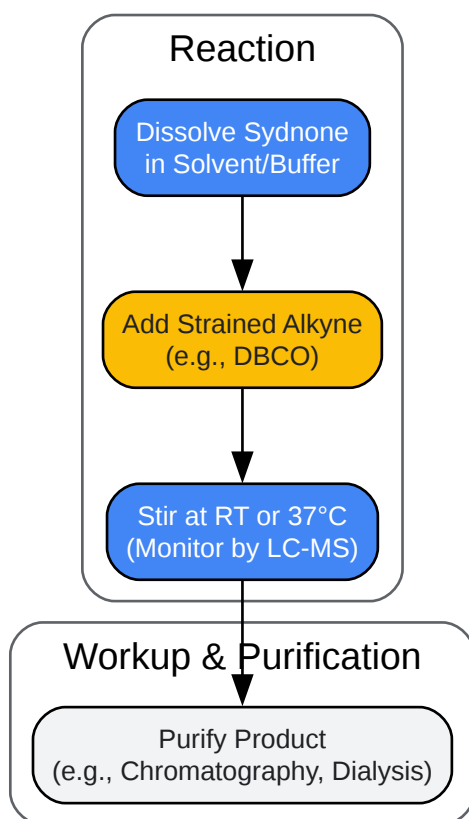 Reaction
Dissolve Sydnone
in Solvent/Buffer
Add Strained Alkyne
(e.g., DBCO)
Stir at RT or 37°C
(Monitor by LC-MS)
Workup & Purification
Purify Product
(e.g., Chromatography, Dialysis)